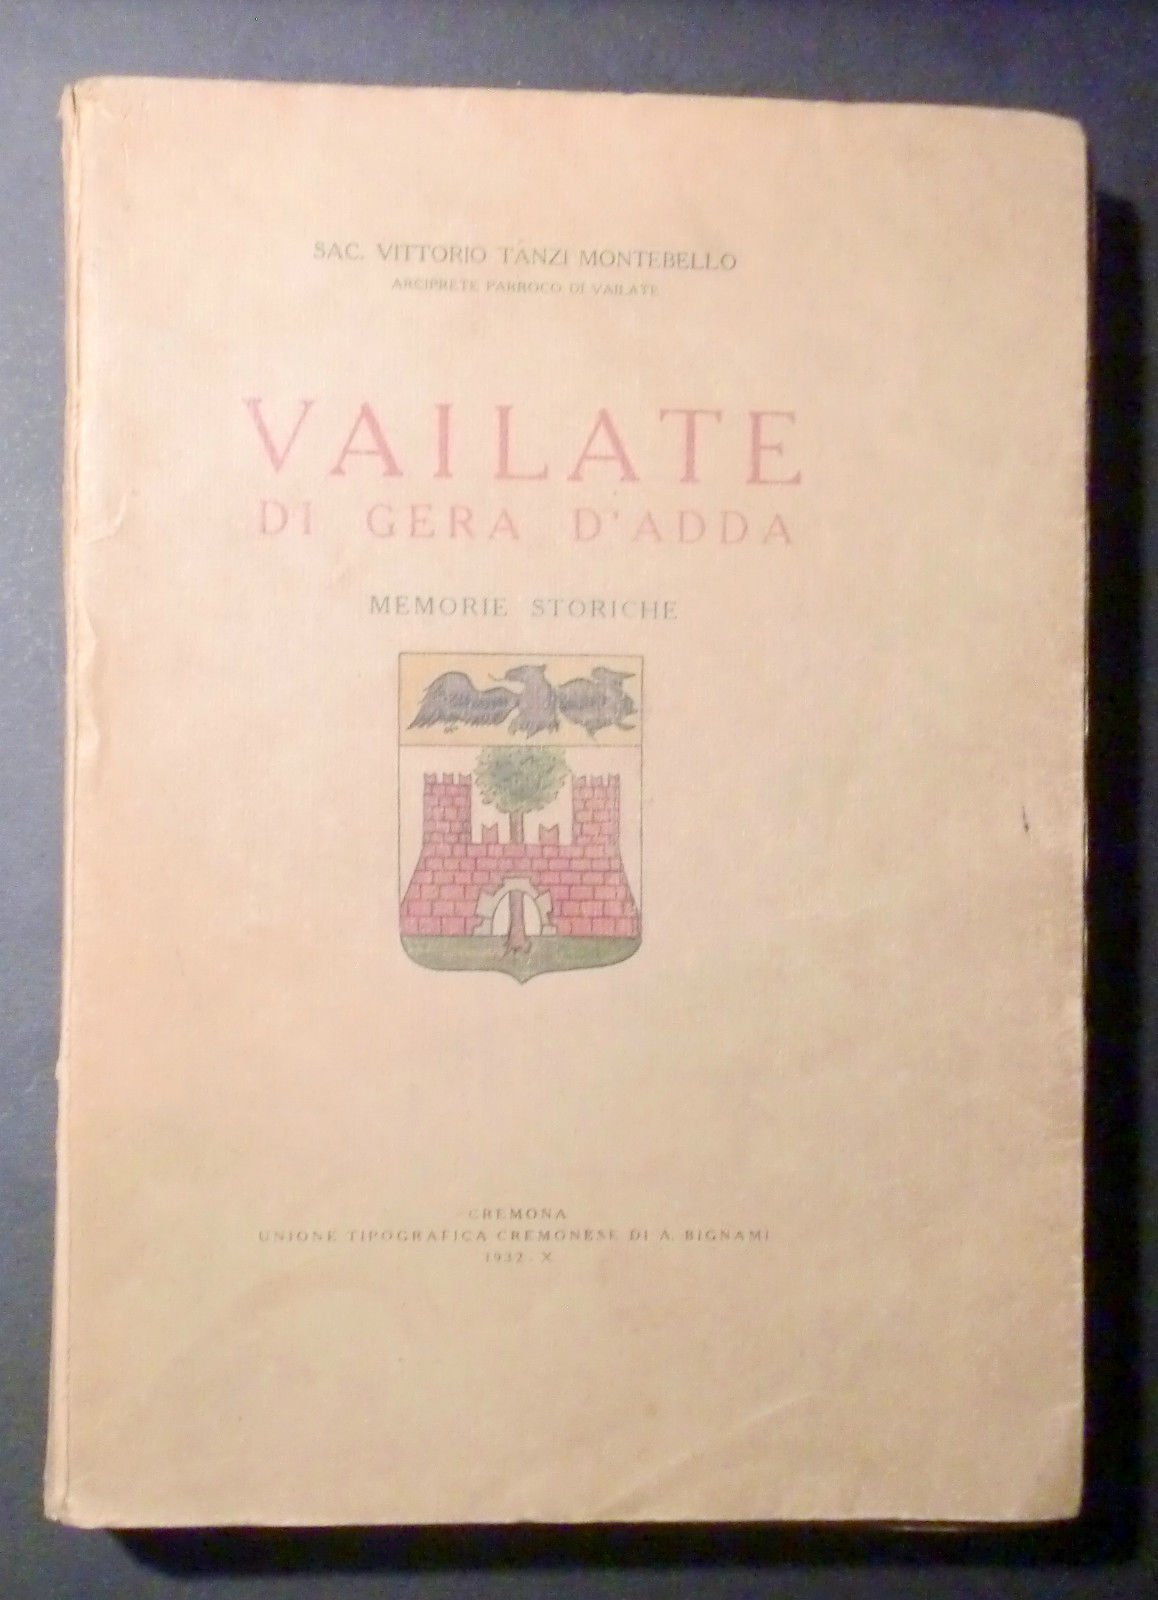 SAC. VITTORIO TANZI MONTEBELLO
ARCIPRETE PARROCO DI VAILATE
VAILATE
DI GERA D'ADDA
MEMORIE STORICHE
CREMONA
UNIONE TIPOGRAFICA CREMONESE DI A. BIGNAMI
1932 - X